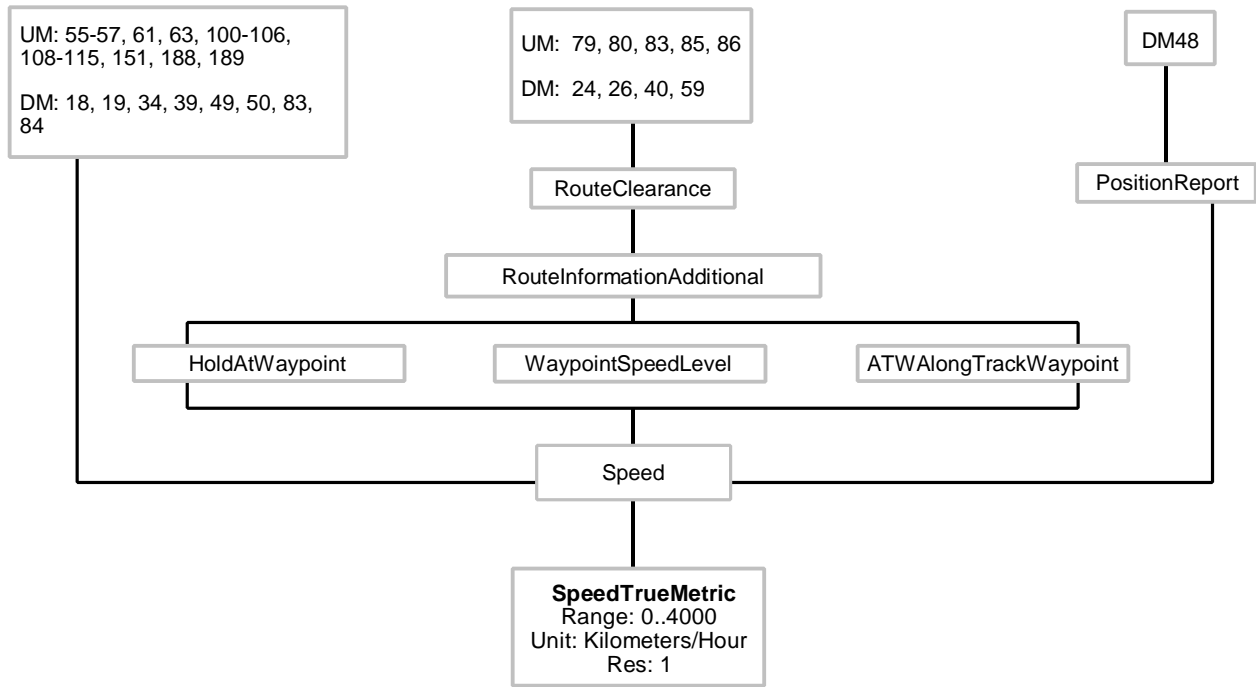 UM: 55-57, 61, 63, 100-106,
108-115, 151, 188, 189
DM: 18, 19, 34, 39, 49, 50, 83,
84
UM:  79, 80, 83, 85, 86
DM:  24, 26, 40, 59
DM48
RouteClearance
PositionReport
RouteInformationAdditional
HoldAtWaypoint
WaypointSpeedLevel
ATWAlongTrackWaypoint
Speed
SpeedTrueMetric
Range: 0..4000
Unit: Kilometers/Hour
Res: 1